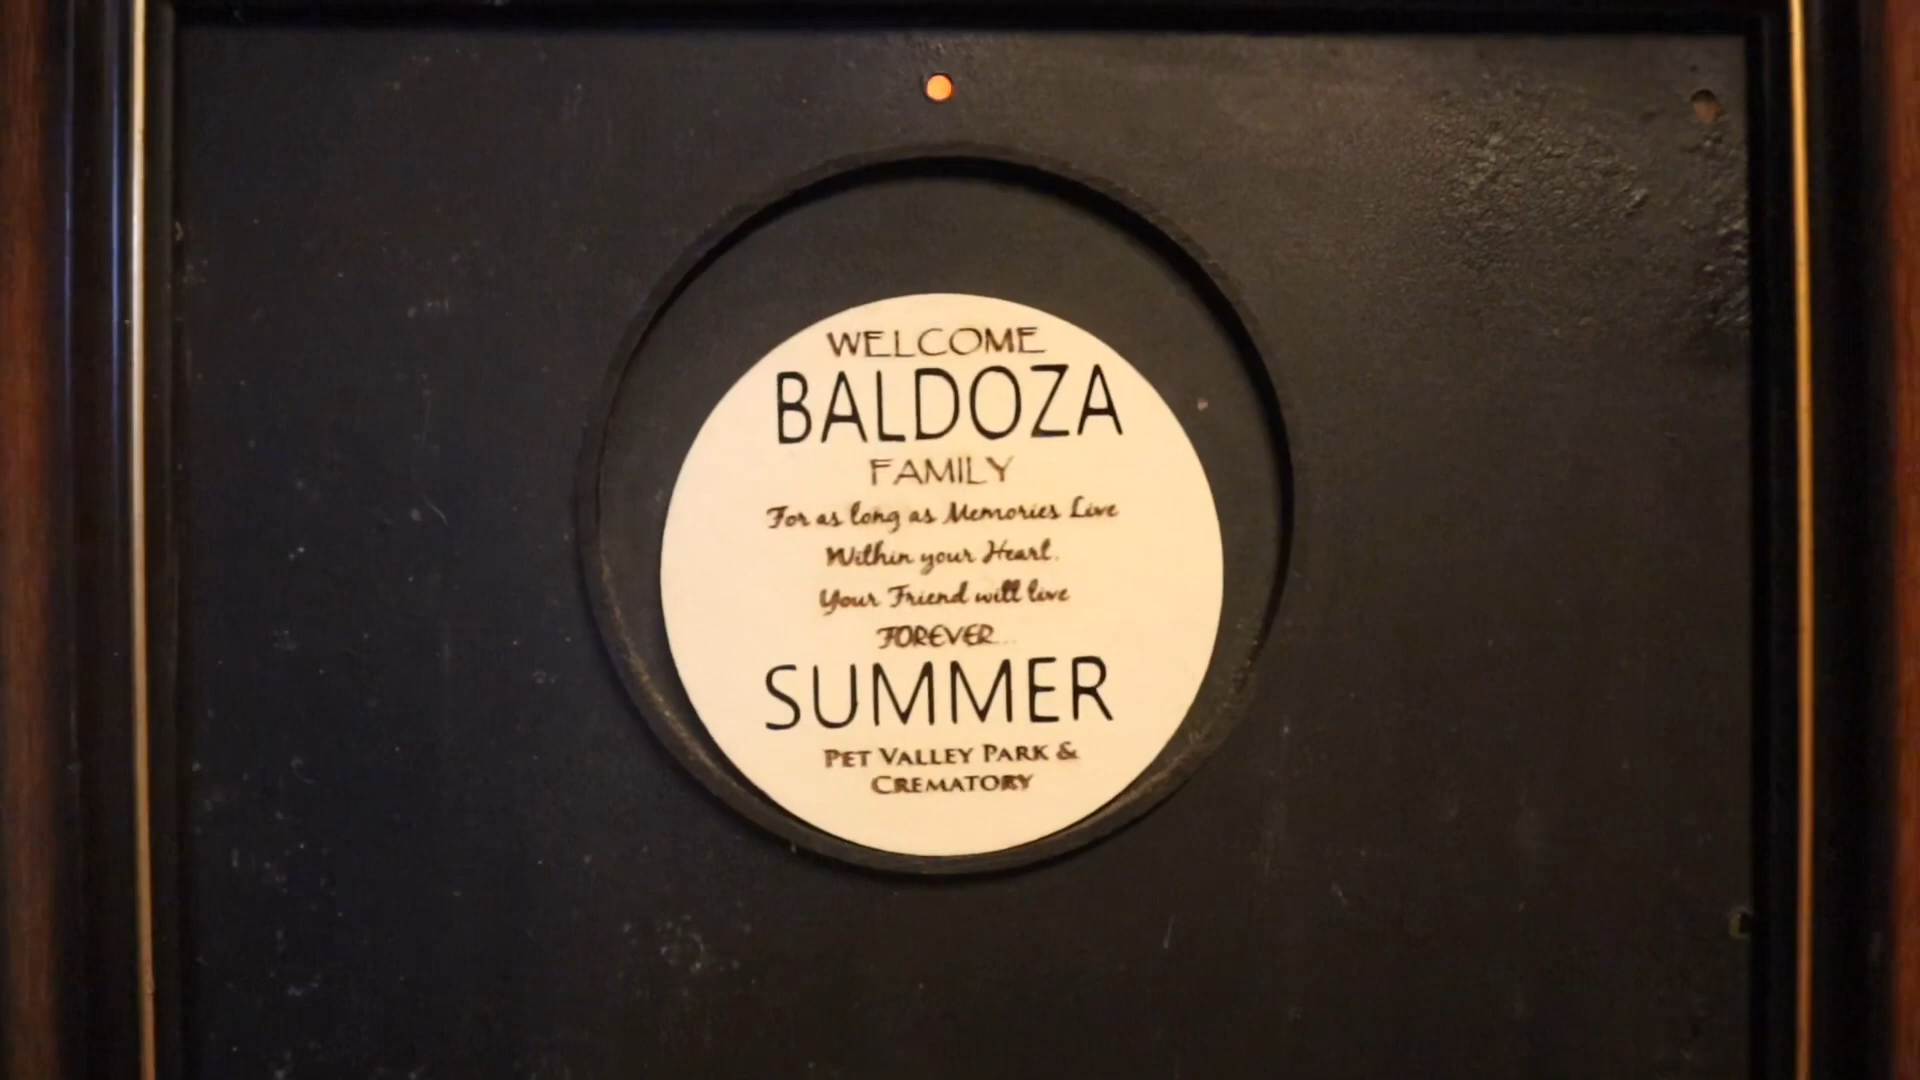 WELCOME
BALDOZA
FAMILY
For as long as Memories Live
Within your Heart.
Your Friend will live
FOREVER...
SUMMER
PET VALLEY PARK &
CREMATORY